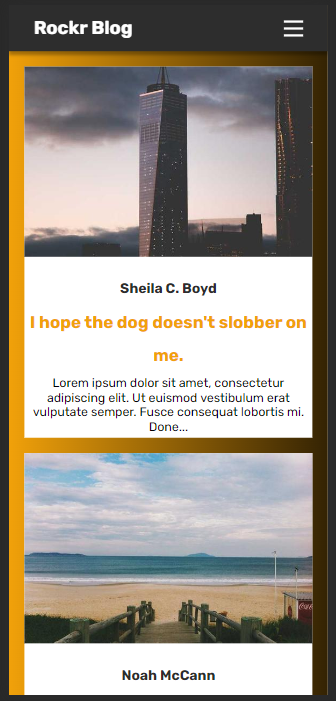 Rockr Blog
Sheila C. Boyd
I hope the dog doesn't slobber on
me.
Lorem ipsum dolor sit amet, consectetur
adipiscing elit. Ut euismod vestibulum erat
vulputate semper. Fusce consequat lobortis mi.
Done...
Noah McCann